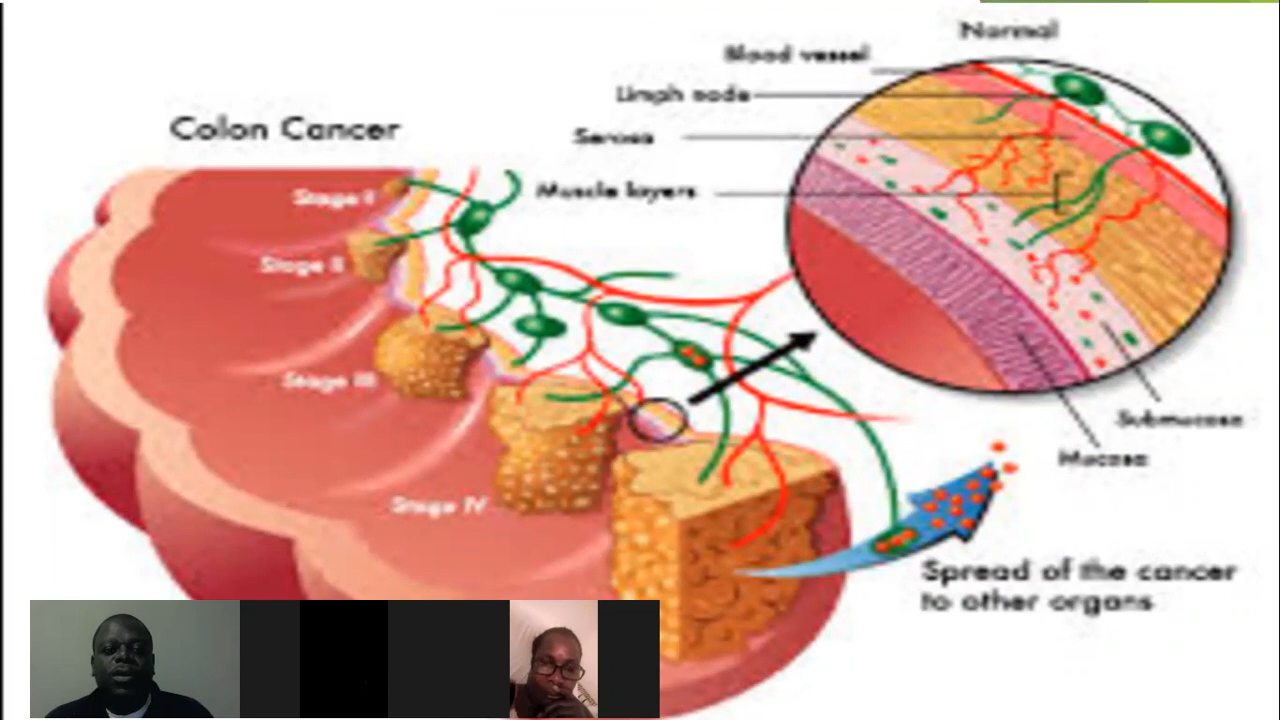 Normal
Blood vessel
Limph node
Colon Cancer
Serosa
Muscle layers
Stage I
Stage II
Stage III
Submucosa
Mucosa
Stage IV
Spread of the cancer
to other organs